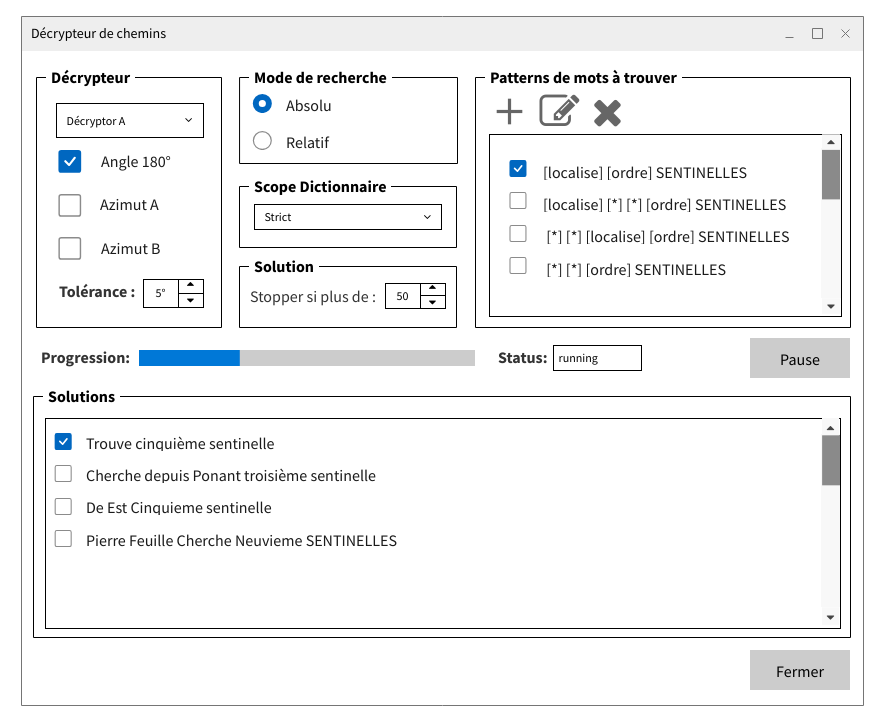 Décrypteur de chemins
Décrypteur
Décryptor A
Angle 180°
Azimut A
Azimut B
Tolérance :
5°
Mode de recherche
Absolu
Relatif
Scope Dictionnaire
Strict
Solution
Stopper si plus de :
50
Patterns de mots à trouver
[localise] [ordre] SENTINELLES
[localise] [*] [*] [ordre] SENTINELLES
[*] [*] [localise] [ordre] SENTINELLES
[*] [*] [ordre] SENTINELLES
Progression:
Status:
running
Pause
Solutions
Trouve cinquième sentinelle
Cherche depuis Ponant troisième sentinelle
De Est Cinquieme sentinelle
Pierre Feuille Cherche Neuvieme SENTINELLES
Fermer